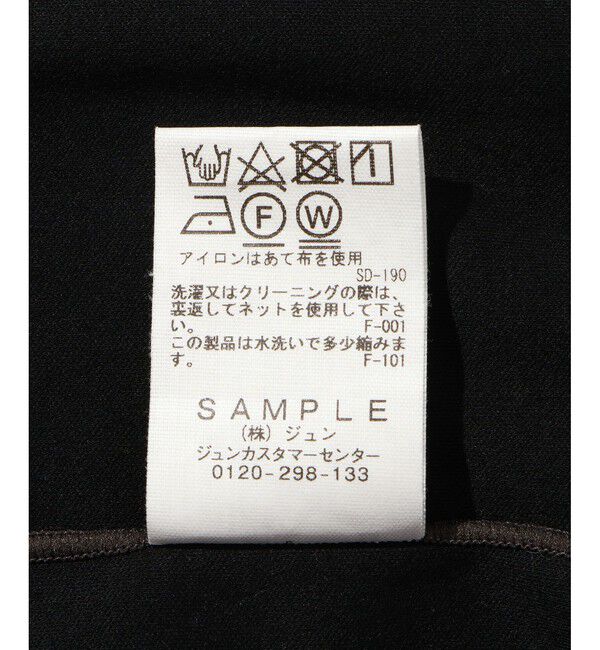 F W
アイロンはあて布を使用
SD-190
洗濯又はクリーニングの際は、
裏返してネットを使用して下さ
い。 F-001
この製品は水洗いで多少縮みま
す。 F-101
SAMPLE
(株) ジュン
ジュンカスタマーセンター
0120-298-133